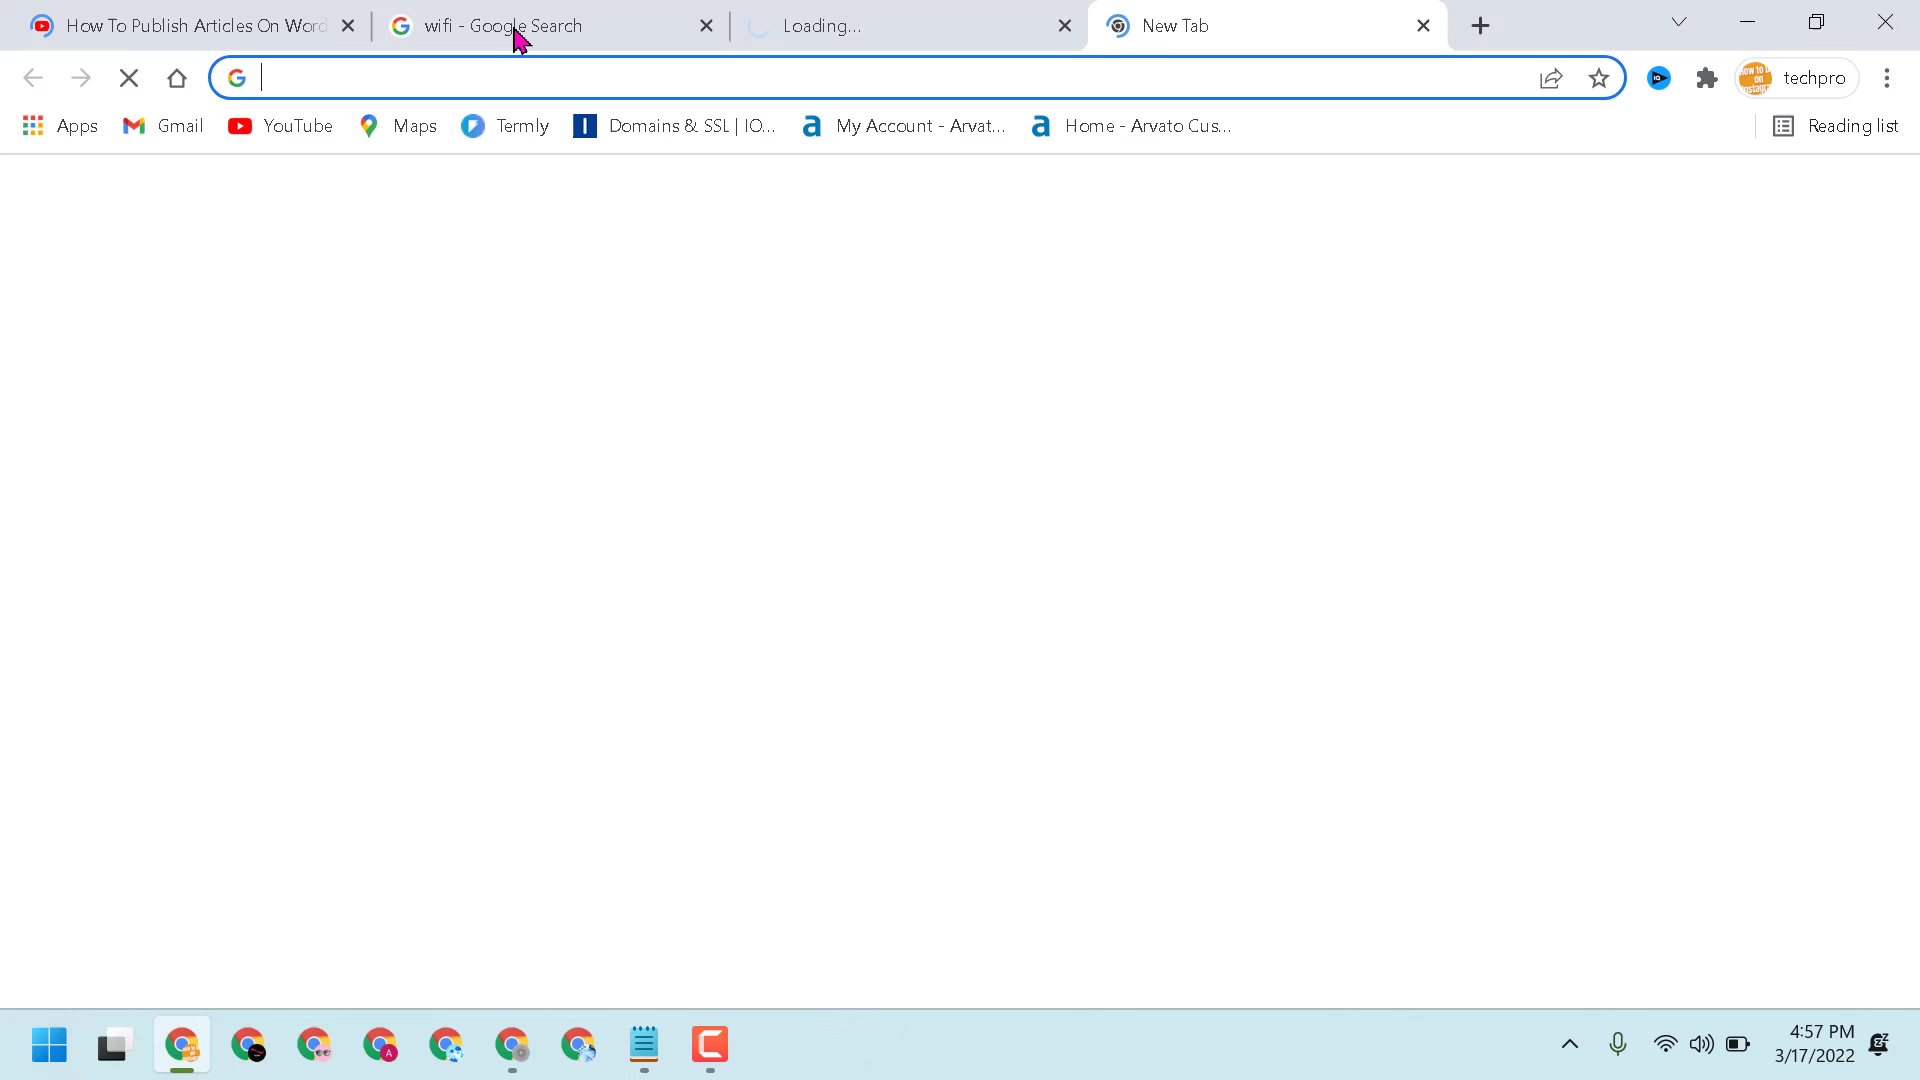 How To Publish Articles On Word
wifi - Google Search
Loading...
New Tab
techpro
Apps
Gmail
YouTube
Maps
Termly
Domains & SSL | IO...
My Account - Arvat...
Home - Arvato Cus...
Reading list
4:57 PM
3/17/2022